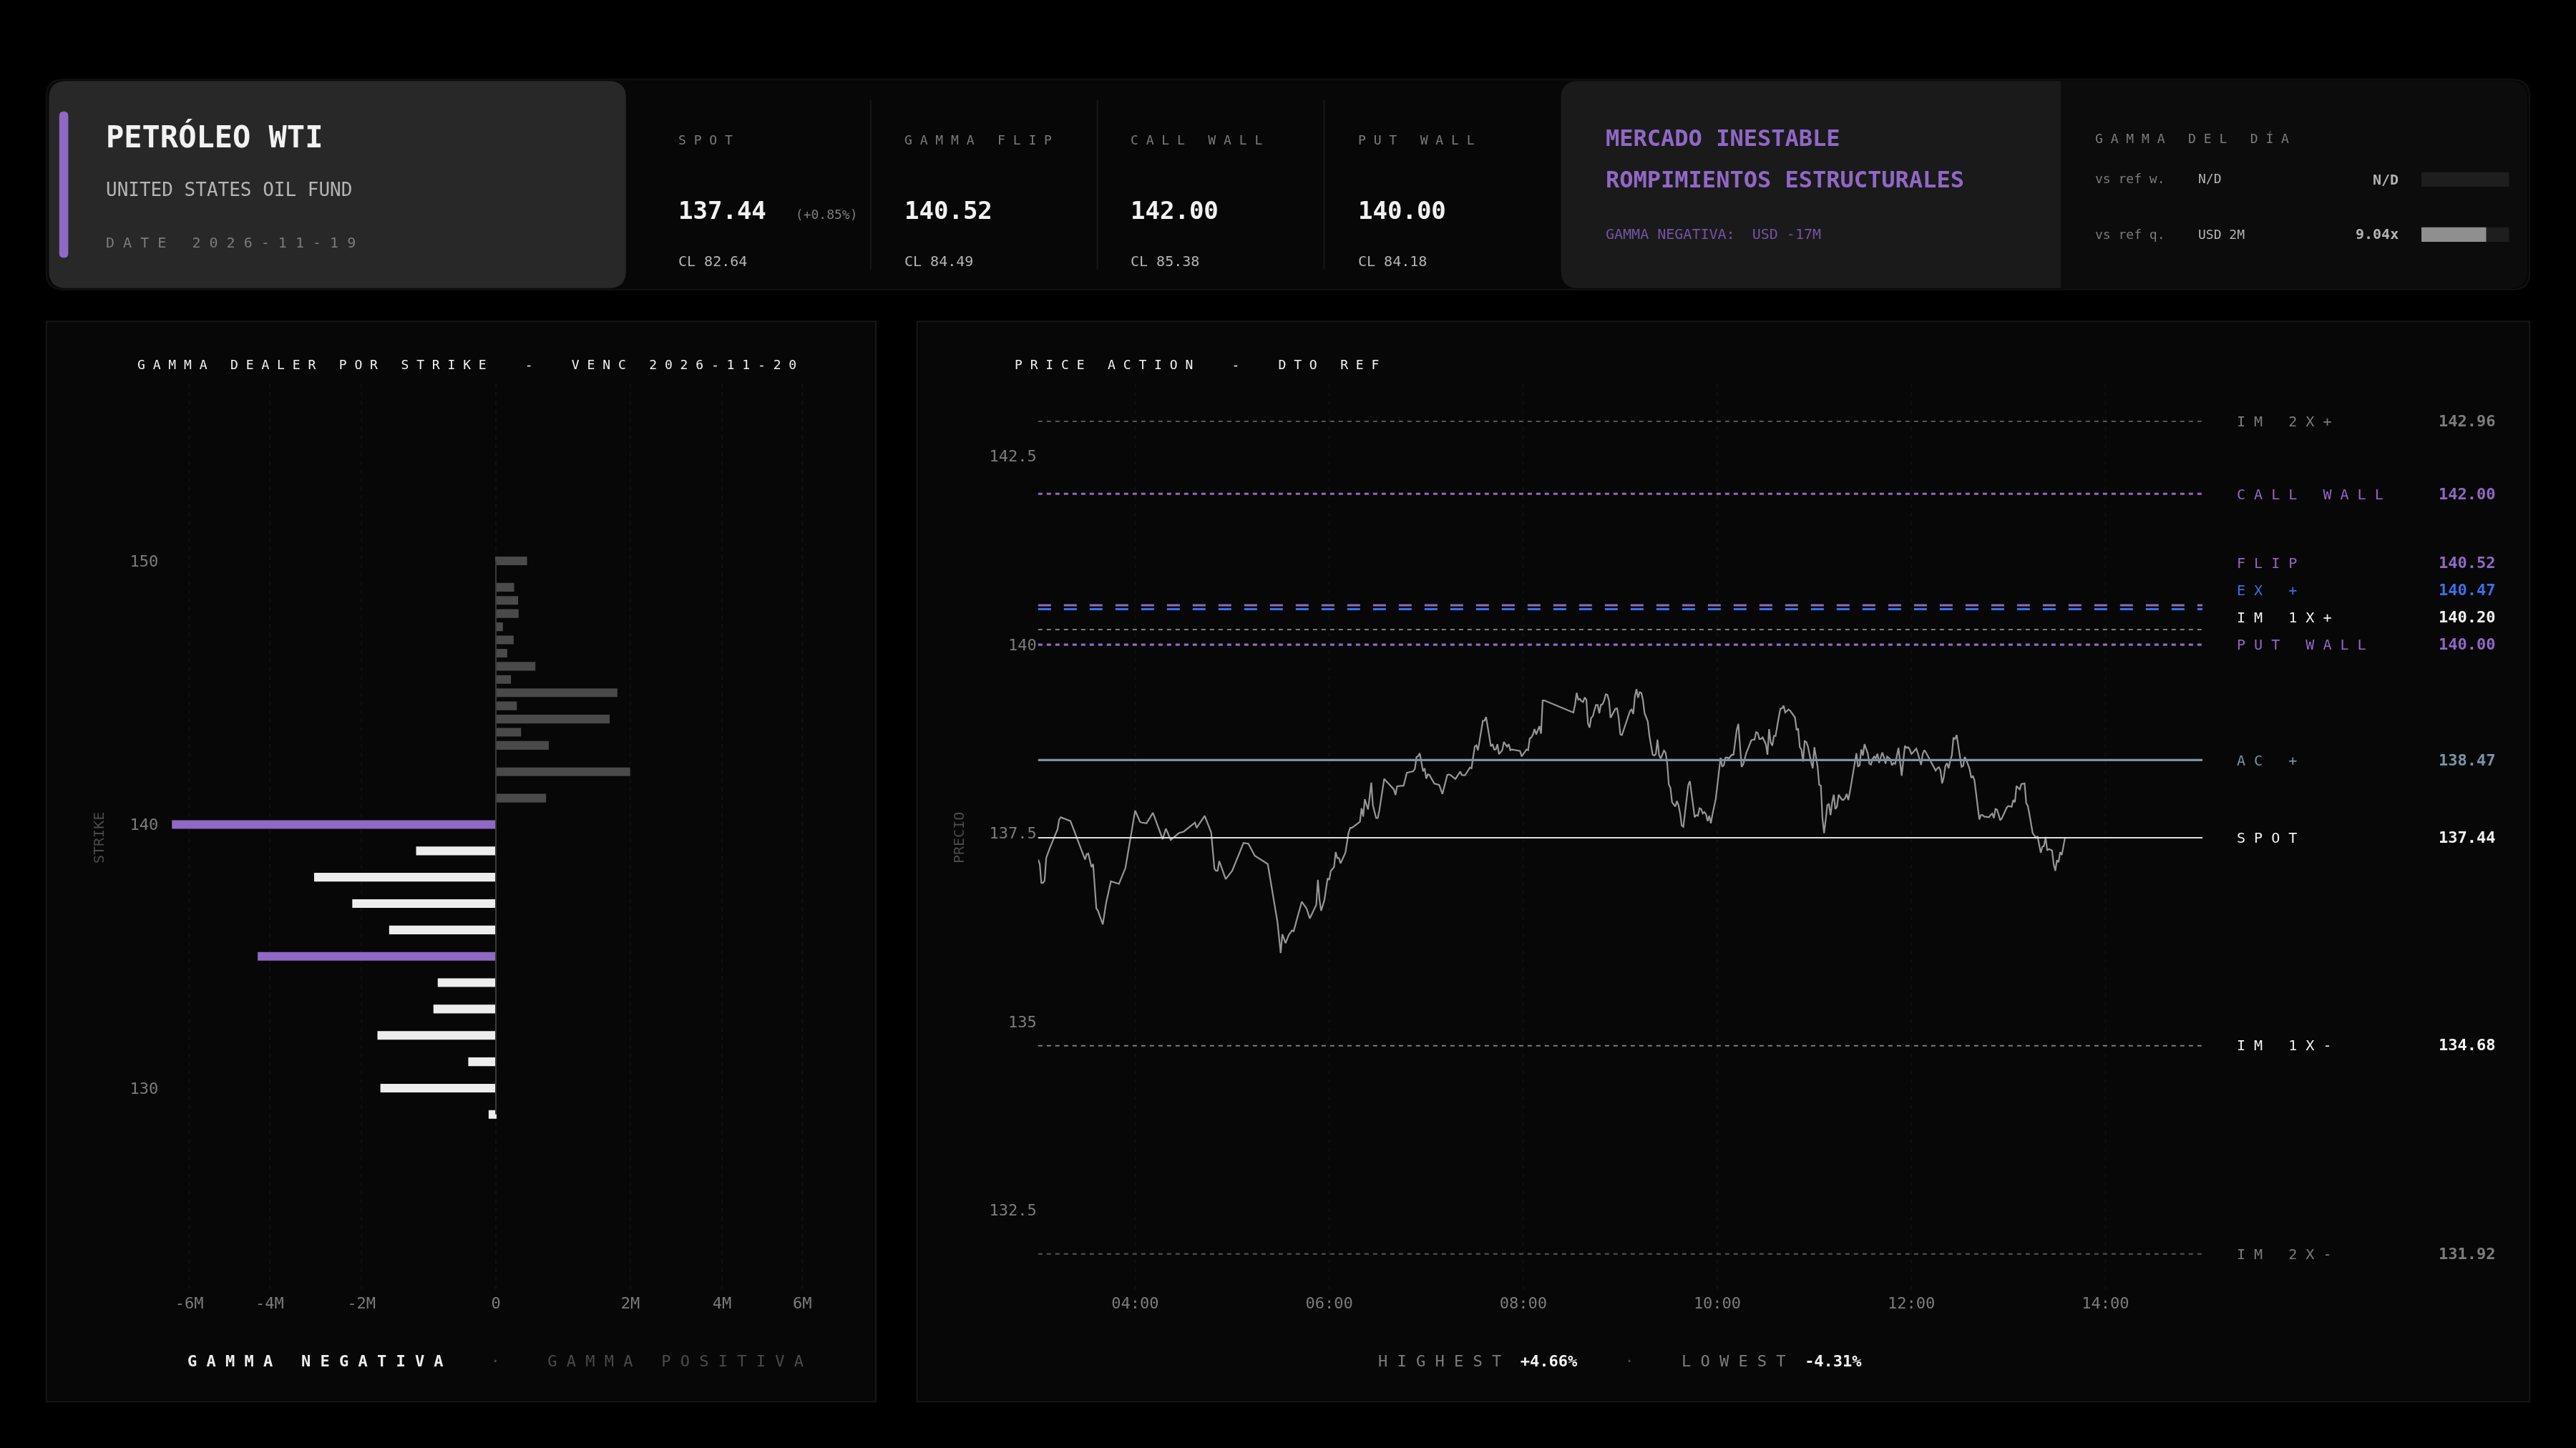 PETRÓLEO WTI
UNITED STATES OIL FUND
DATE 2026-11-19
SPOT
137.44 (+0.85%)
CL 82.64
GAMMA FLIP
140.52
CL 84.49
CALL WALL
142.00
CL 85.38
PUT WALL
140.00
CL 84.18
MERCADO INESTABLE
ROMPIMIENTOS ESTRUCTURALES
GAMMA NEGATIVA: USD -17M
GAMMA DEL DÍA
vs ref w. N/D N/D
vs ref q. USD 2M 9.04x
GAMMA DEALER POR STRIKE - VENC 2026-11-20
STRIKE
150
140
130
-6M -4M -2M 0 2M 4M 6M
GAMMA NEGATIVA · GAMMA POSITIVA
PRICE ACTION - DTO REF
PRECIO
142.5
140
137.5
135
132.5
04:00 06:00 08:00 10:00 12:00 14:00
IM 2X+ 142.96
CALL WALL 142.00
FLIP 140.52
EX + 140.47
IM 1X+ 140.20
PUT WALL 140.00
AC + 138.47
SPOT 137.44
IM 1X- 134.68
IM 2X- 131.92
HIGHEST +4.66% · LOWEST -4.31%